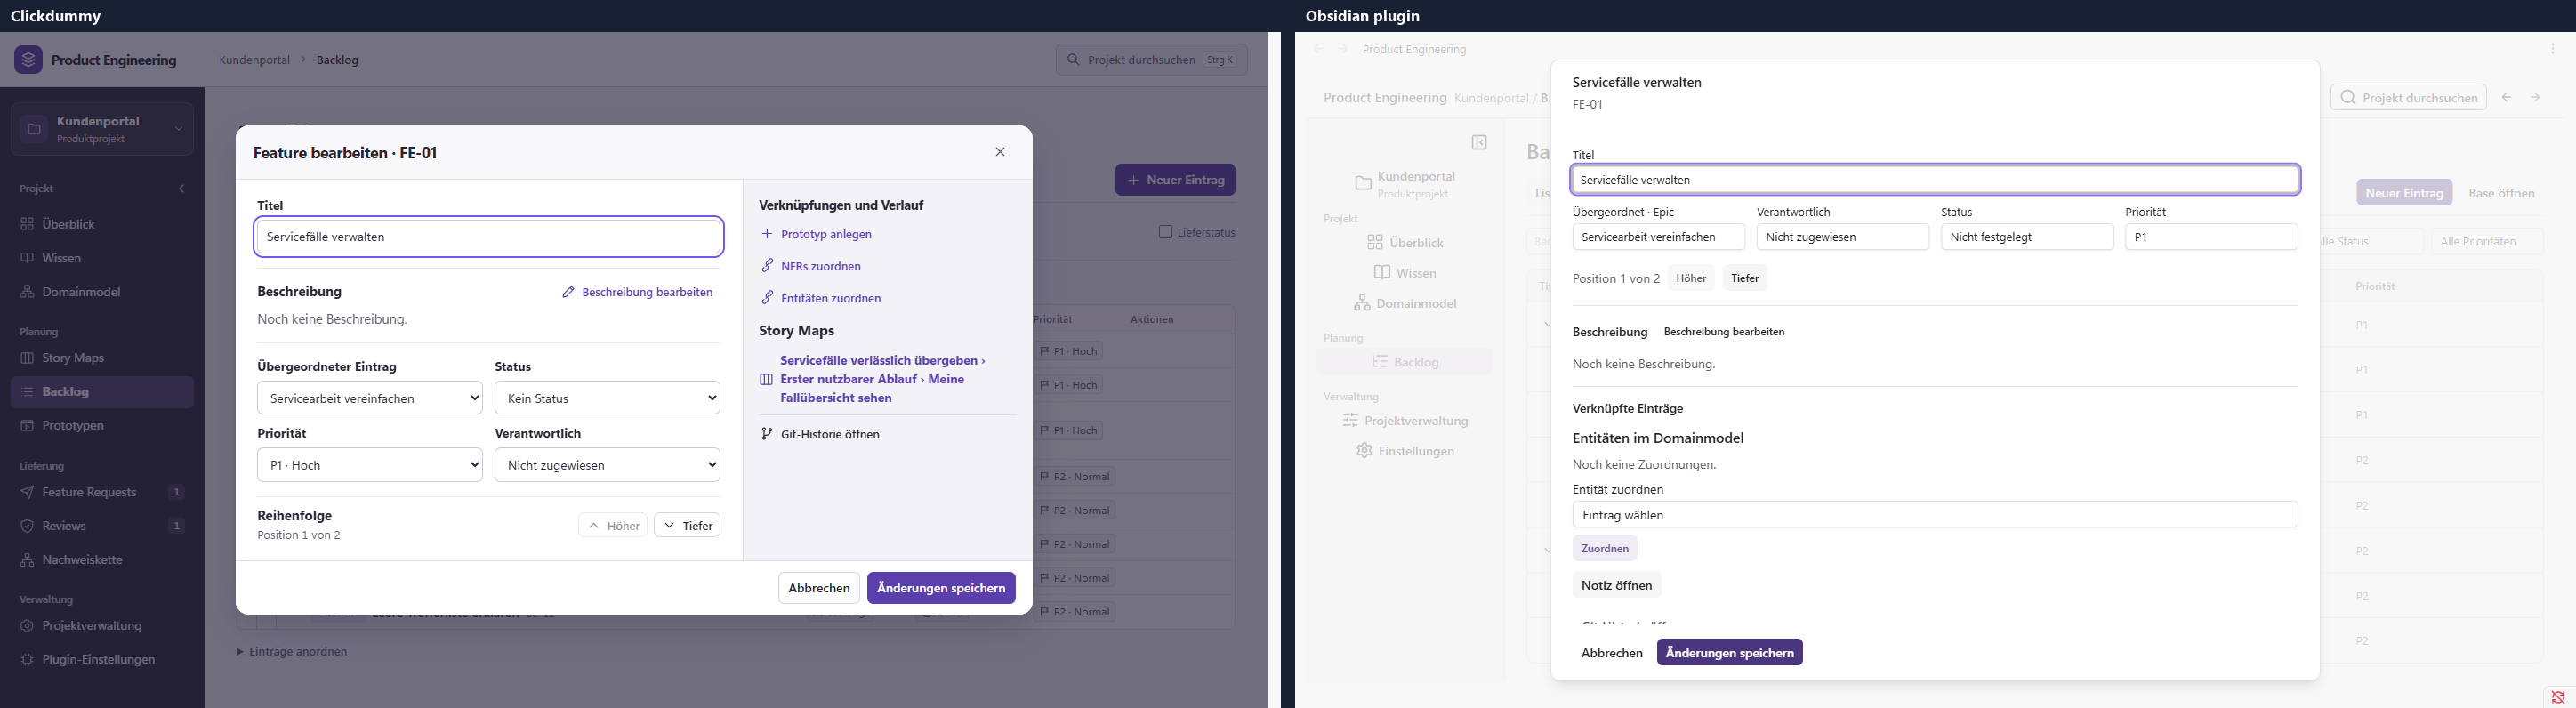 Clickdummy
Product Engineering
Kundenportal › Backlog
Projekt durchsuchen Strg K
Kundenportal
Produktprojekt
Projekt
Überblick
Wissen
Domainmodel
Planung
Story Maps
Backlog
Prototypen
Lieferung
Feature Requests 1
Reviews 1
Nachweiskette
Verwaltung
Projektverwaltung
Plugin-Einstellungen
Neuer Eintrag
Lieferstatus
Priorität Aktionen
P1 · Hoch
P1 · Hoch
P1 · Hoch
P2 · Normal
P2 · Normal
P2 · Normal
P2 · Normal
P2 · Normal
Einträge anordnen
Feature bearbeiten · FE-01
Titel
Servicefälle verwalten
Beschreibung Beschreibung bearbeiten
Noch keine Beschreibung.
Übergeordneter Eintrag Status
Servicearbeit vereinfachen Kein Status
Priorität Verantwortlich
P1 · Hoch Nicht zugewiesen
Reihenfolge
Position 1 von 2
Höher Tiefer
Verknüpfungen und Verlauf
Prototyp anlegen
NFRs zuordnen
Entitäten zuordnen
Story Maps
Servicefälle verlässlich übergeben ›
Erster nutzbarer Ablauf › Meine
Fallübersicht sehen
Git-Historie öffnen
Abbrechen Änderungen speichern
Obsidian plugin
Product Engineering
Product Engineering Kundenportal / Ba
Projekt durchsuchen
Kundenportal
Produktprojekt
Projekt
Überblick
Wissen
Domainmodel
Planung
Backlog
Verwaltung
Projektverwaltung
Einstellungen
Ba
Lis
Neuer Eintrag Base öffnen
Alle Status Alle Prioritäten
Priorität
P1
P1
P1
P2
P2
P2
P2
P2
Servicefälle verwalten
FE-01
Titel
Servicefälle verwalten
Übergeordnet · Epic Verantwortlich Status Priorität
Servicearbeit vereinfachen Nicht zugewiesen Nicht festgelegt P1
Position 1 von 2 Höher Tiefer
Beschreibung Beschreibung bearbeiten
Noch keine Beschreibung.
Verknüpfte Einträge
Entitäten im Domainmodel
Noch keine Zuordnungen.
Entität zuordnen
Eintrag wählen
Zuordnen
Notiz öffnen
Abbrechen Änderungen speichern